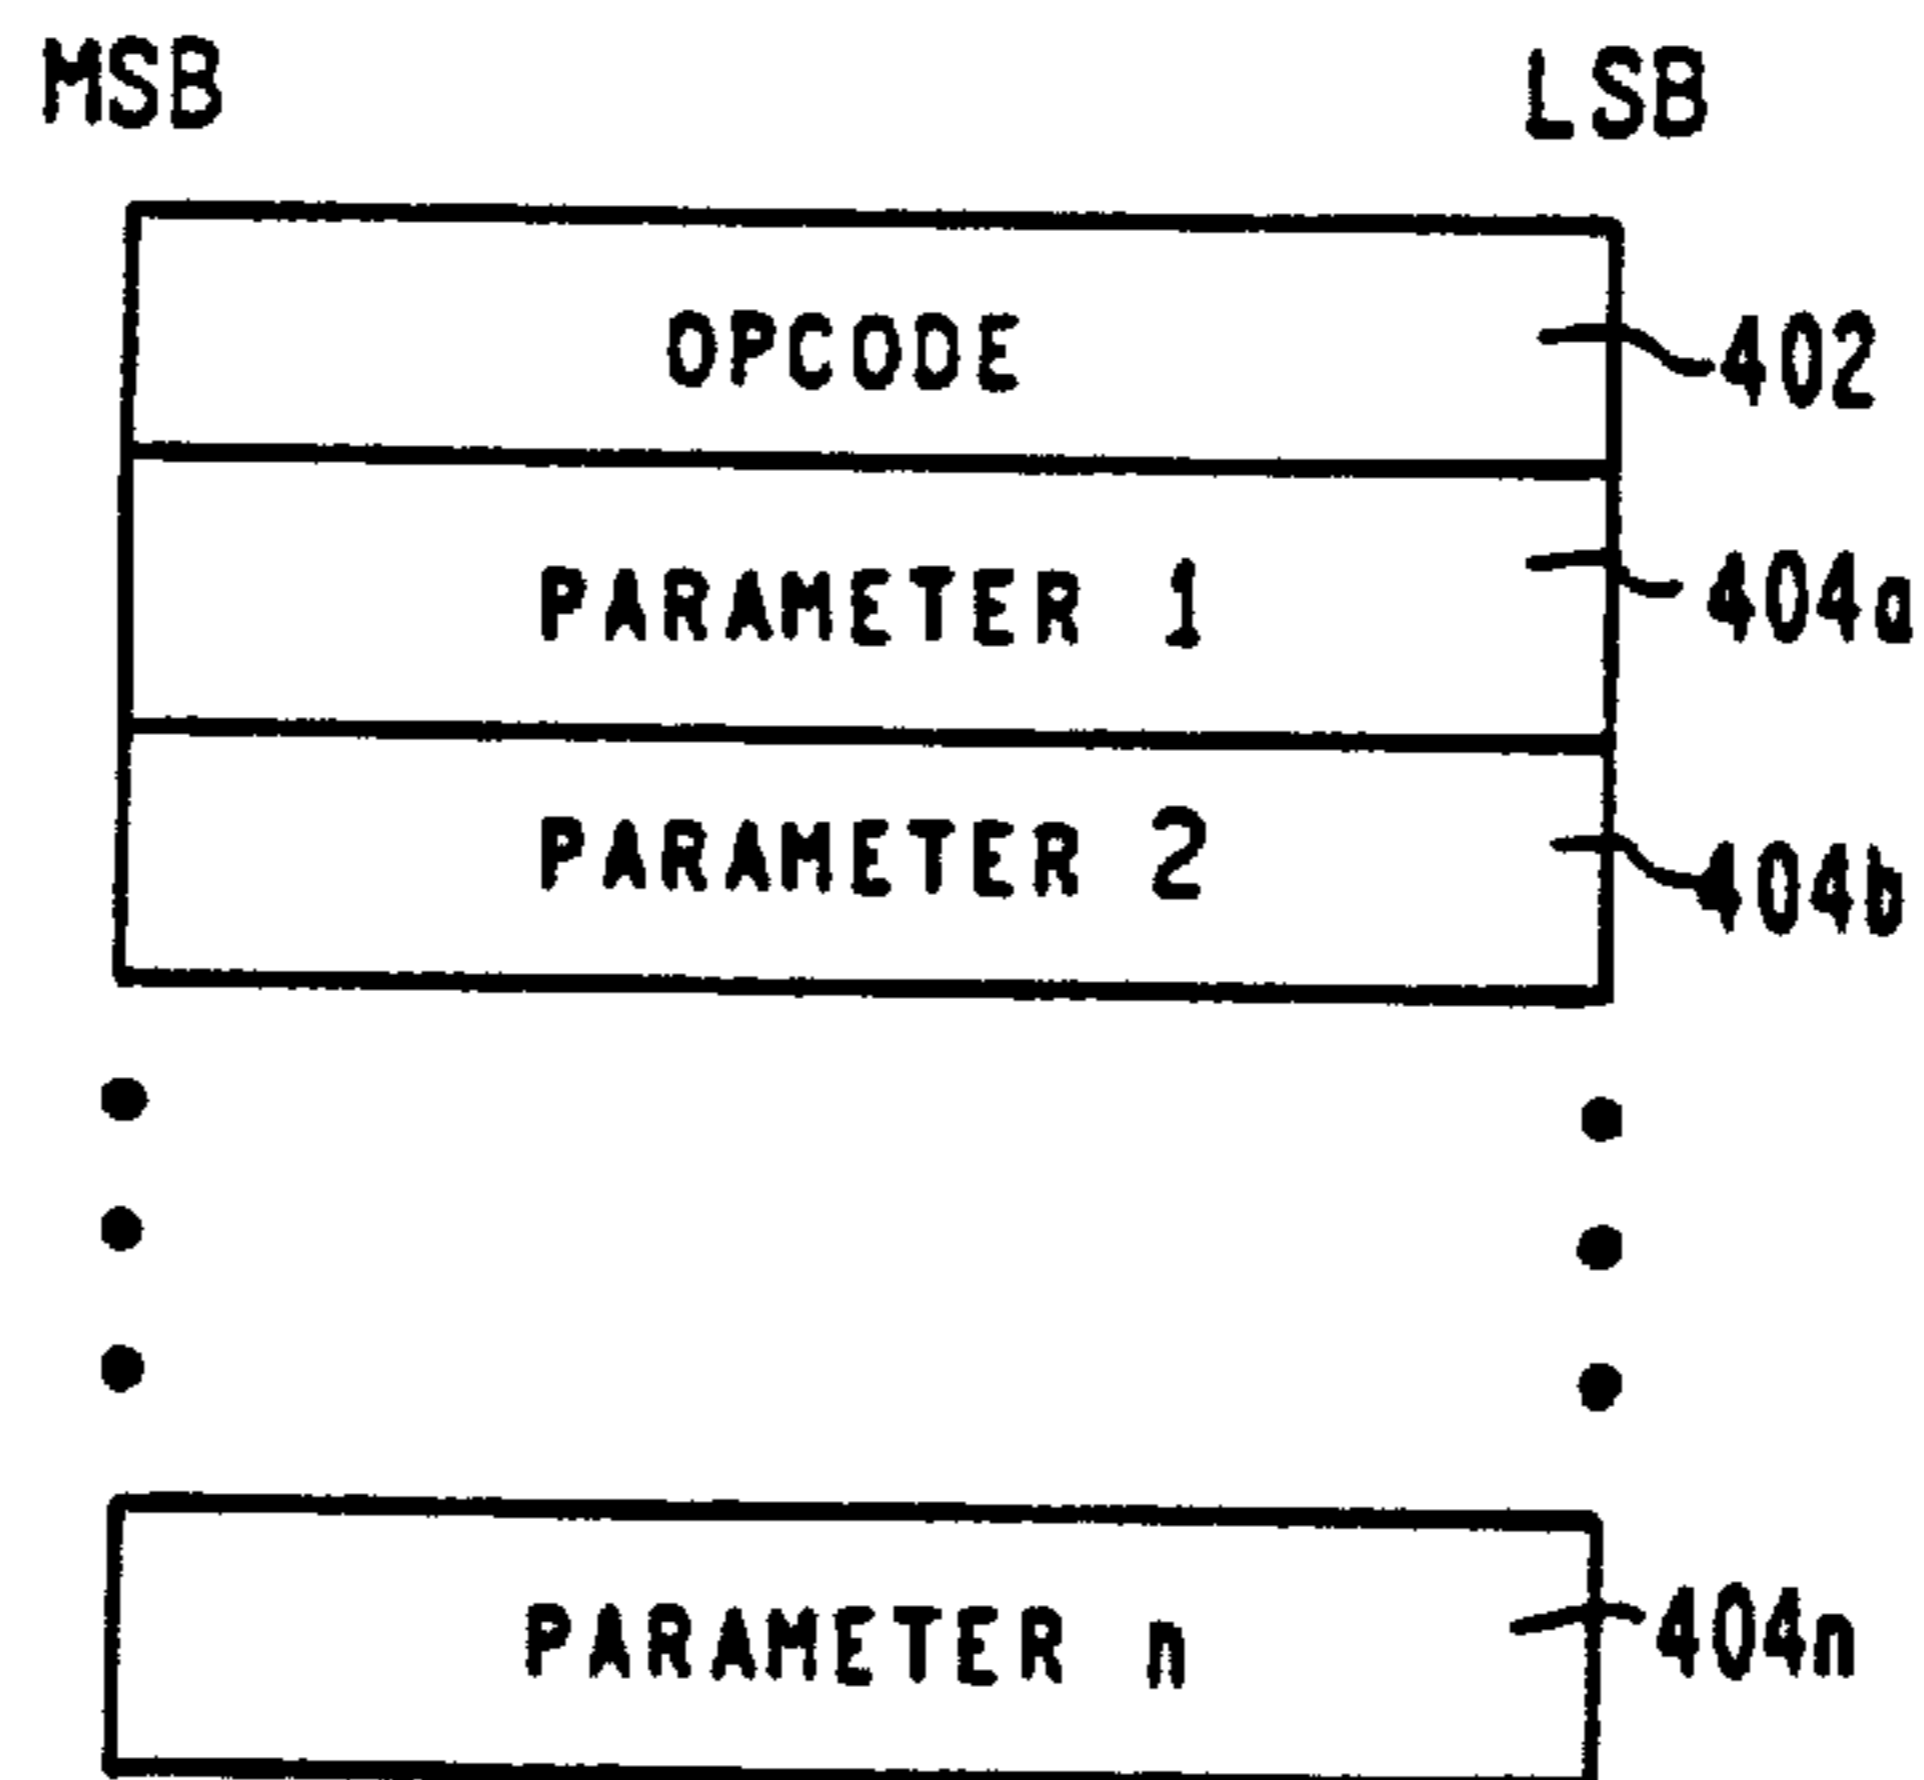 MSB LSB
OPCODE 402
PARAMETER 1 404a
PARAMETER 2 404b
PARAMETER n 404n